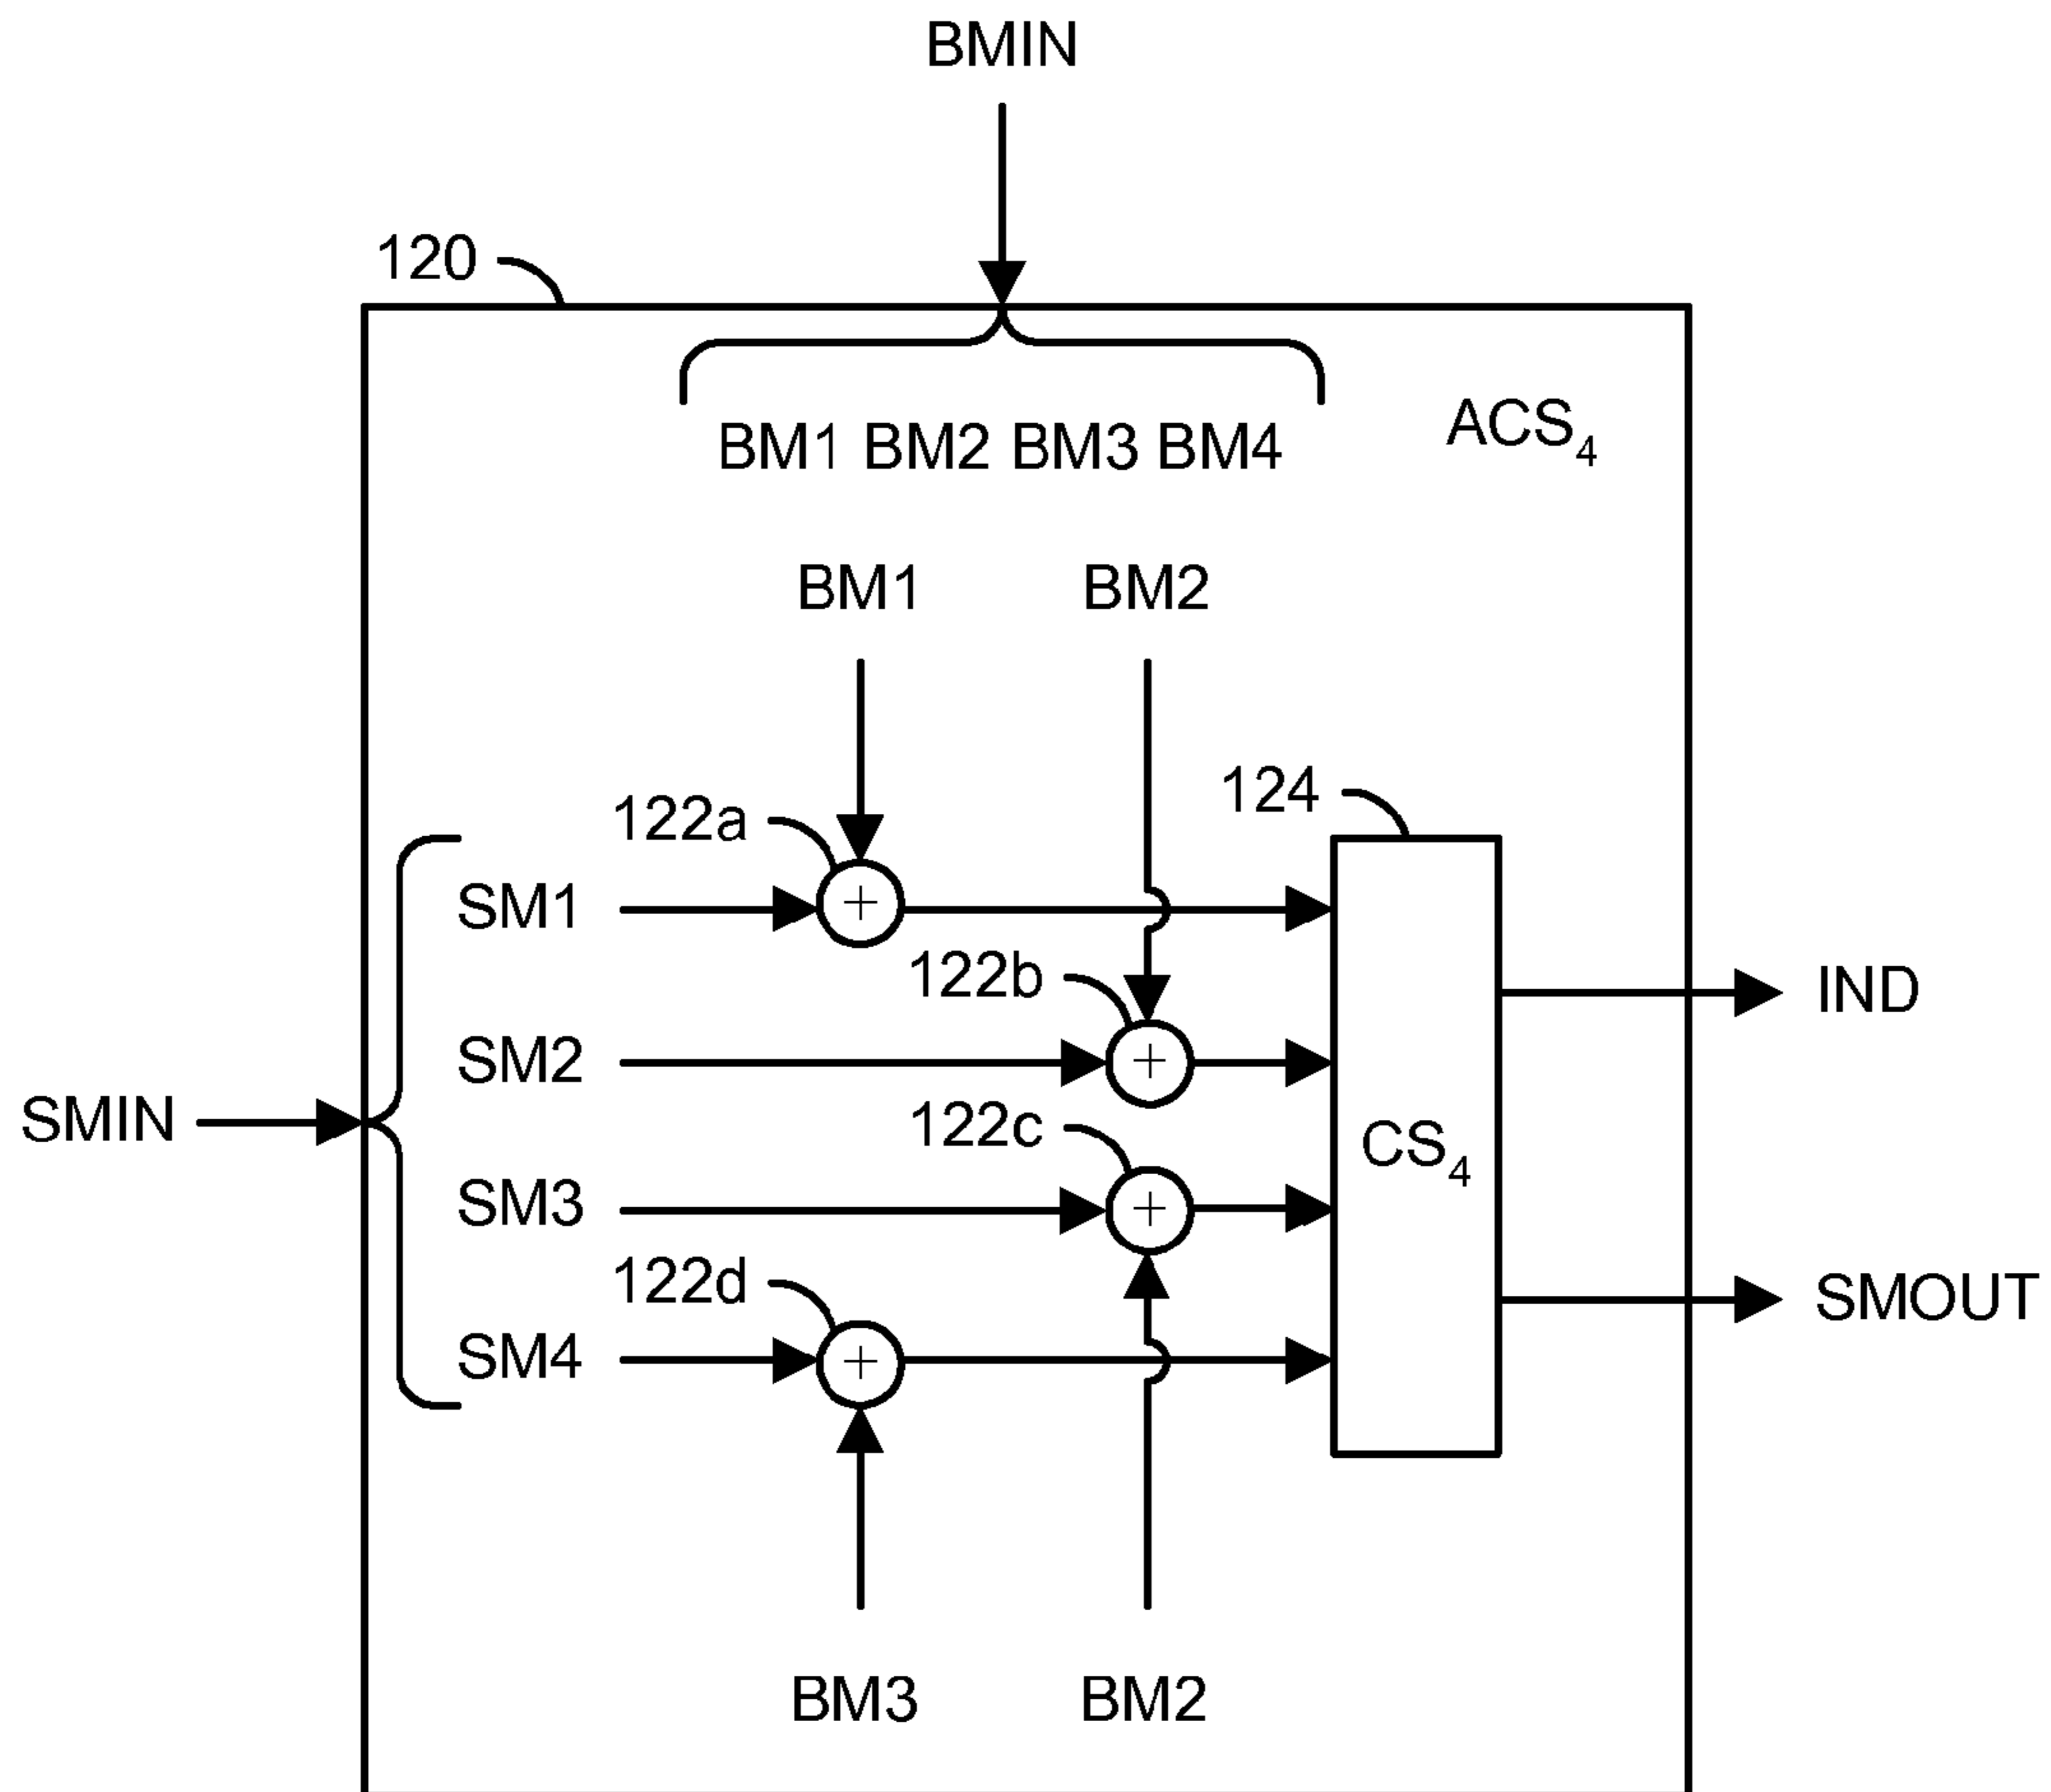 BMIN
120
BM1 BM2 BM3 BM4
ACS4
BM1
BM2
124
122a
SM1
122b
IND
SM2
SMIN
122c
CS4
SM3
122d
SMOUT
SM4
BM3
BM2